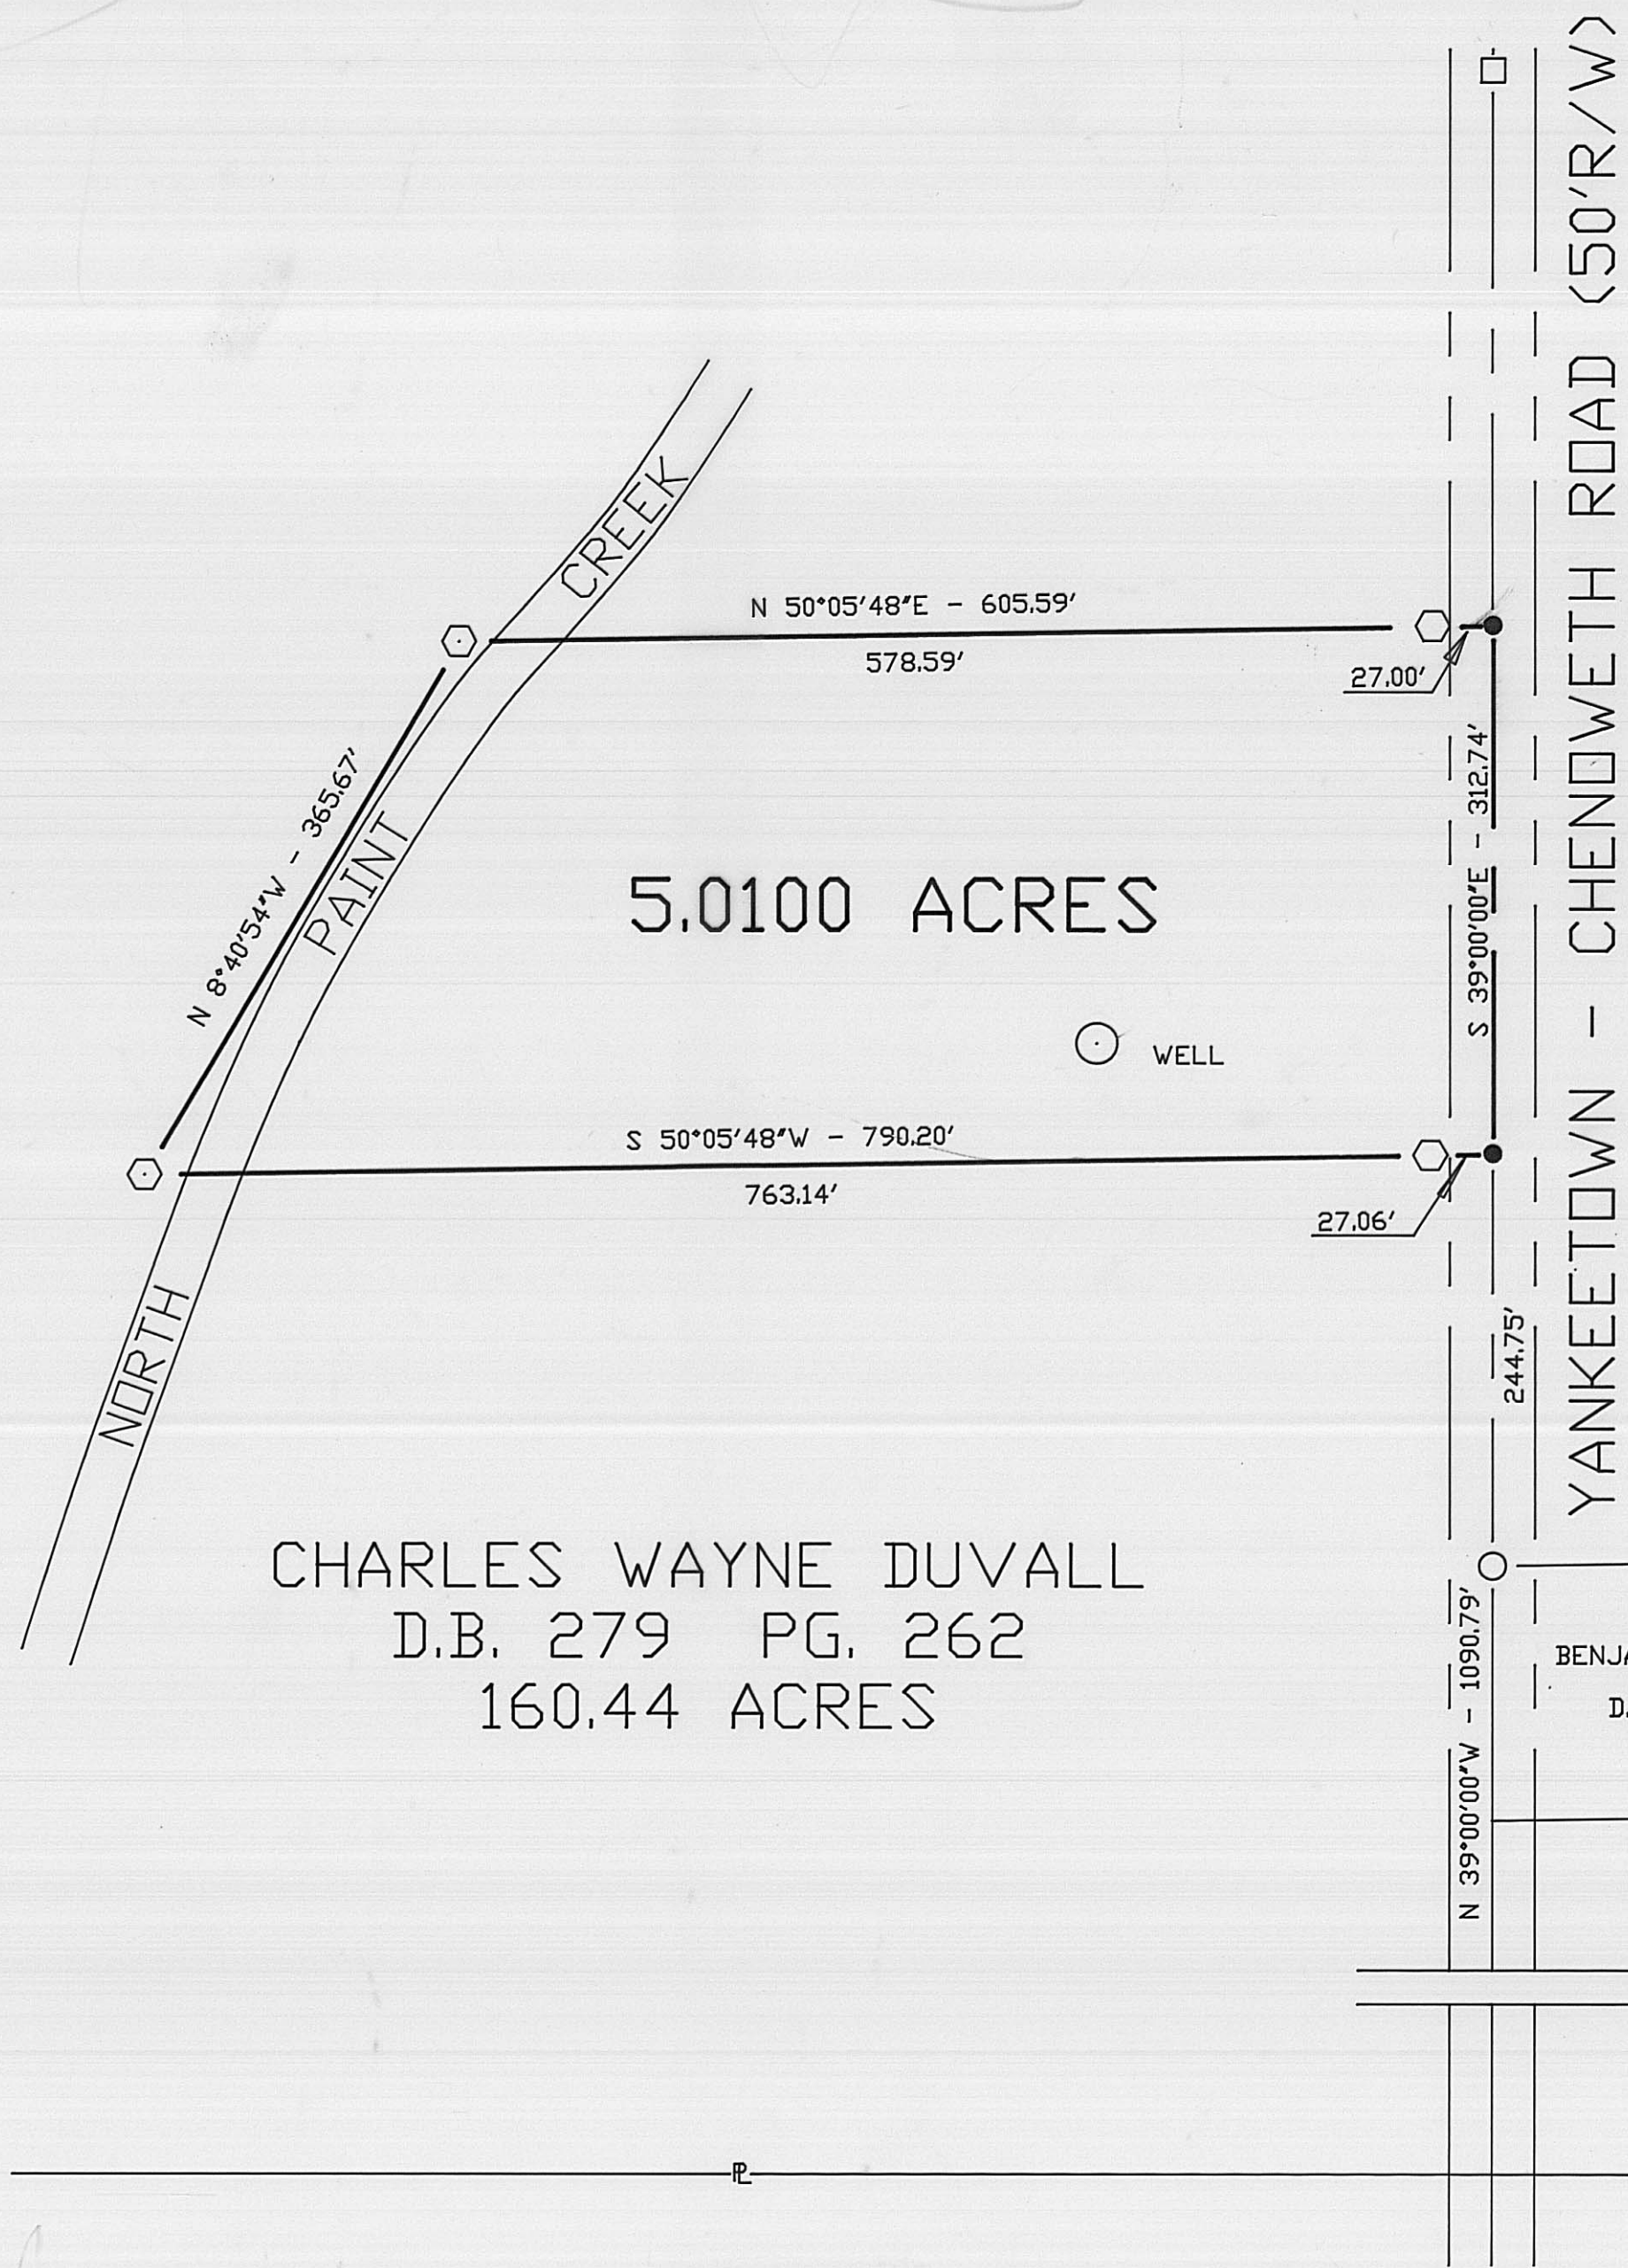 YANKEETOWN - CHENOWETH ROAD (50'R/W)
CREEK
N 50°05'48"E - 605.59'
578.59'
27.00'
N 8°40'54"W - 365.67'
PAINT
S 39°00'00"E - 312.74'
5.0100 ACRES
WELL
S 50°05'48"W - 790.20'
763.14'
27.06'
NORTH
244.75'
CHARLES WAYNE DUVALL
D.B. 279 PG. 262
160.44 ACRES
N 39°00'00"W - 1090.79'
BENJA
D.
PL